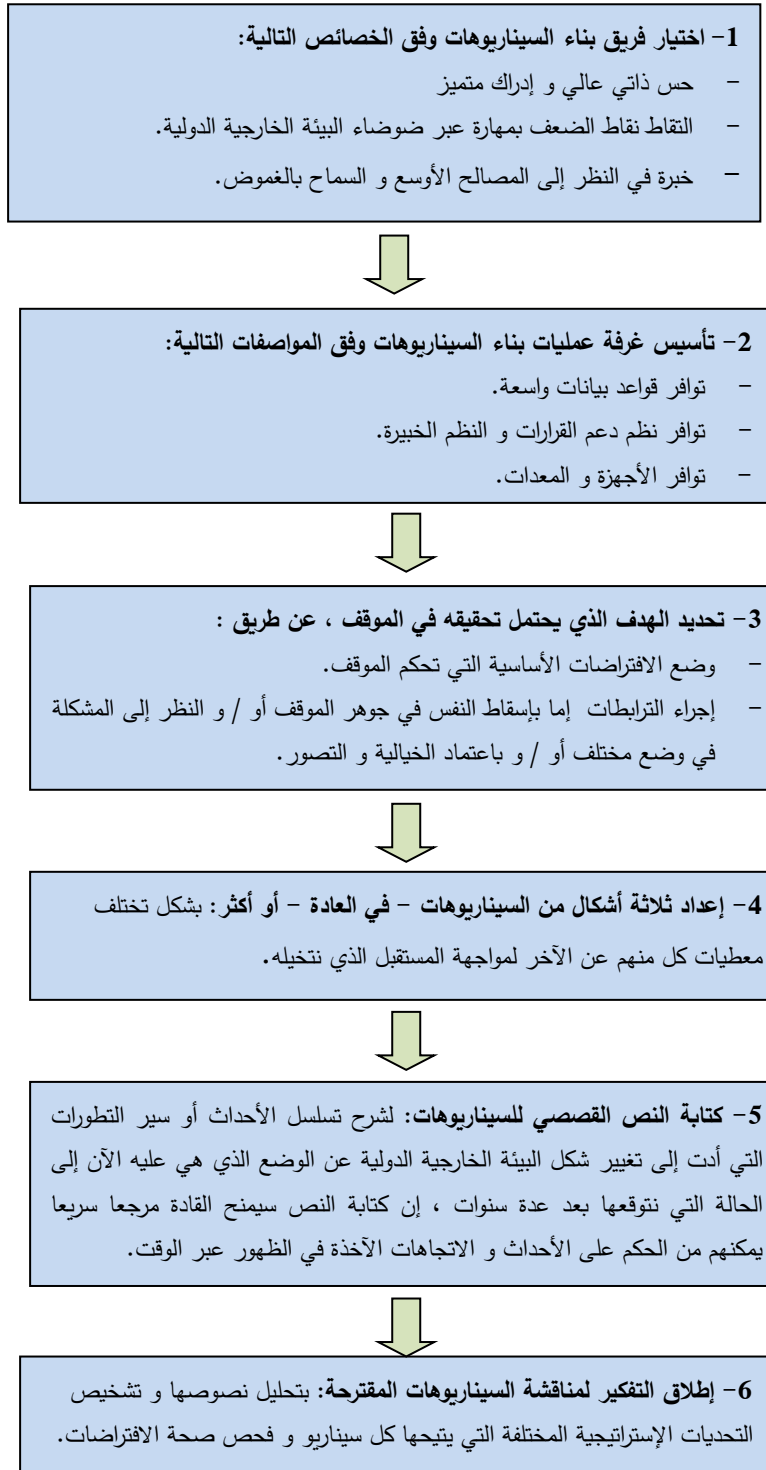 1- اختيار فريق بناء السيناريوهات وفق الخصائص التالية:
- حس ذاتي عالي و إدراك متميز
- التقاط نقاط الضعف بمهارة عبر ضوضاء البيئة الخارجية الدولية.
- خبرة في النظر إلى المصالح الأوسع و السماح بالغموض.
2- تأسيس غرفة عمليات بناء السيناريوهات وفق المواصفات التالية:
- توافر قواعد بيانات واسعة.
- توافر نظم دعم القرارات و النظم الخبيرة.
- توافر الأجهزة و المعدات.
3- تحديد الهدف الذي يحتمل تحقيقه في الموقف ، عن طريق :
- وضع الافتراضات الأساسية التي تحكم الموقف.
- إجراء الترابطات إما بإسقاط النفس في جوهر الموقف أو / و النظر إلى المشكلة
في وضع مختلف أو / و باعتماد الخيالية و التصور.
4- إعداد ثلاثة أشكال من السيناريوهات - في العادة - أو أكثر: بشكل تختلف
معطيات كل منهم عن الآخر لمواجهة المستقبل الذي نتخيله.
5- كتابة النص القصصي للسيناريوهات: لشرح تسلسل الأحداث أو سير التطورات
التي أدت إلى تغيير شكل البيئة الخارجية الدولية عن الوضع الذي هي عليه الآن إلى
الحالة التي نتوقعها بعد عدة سنوات ، إن كتابة النص سيمنح القادة مرجعا سريعا
يمكنهم من الحكم على الأحداث و الاتجاهات الآخذة في الظهور عبر الوقت.
6- إطلاق التفكير لمناقشة السيناريوهات المقترحة: بتحليل نصوصها و تشخيص
التحديات الإستراتيجية المختلفة التي يتيحها كل سيناريو و فحص صحة الافتراضات.